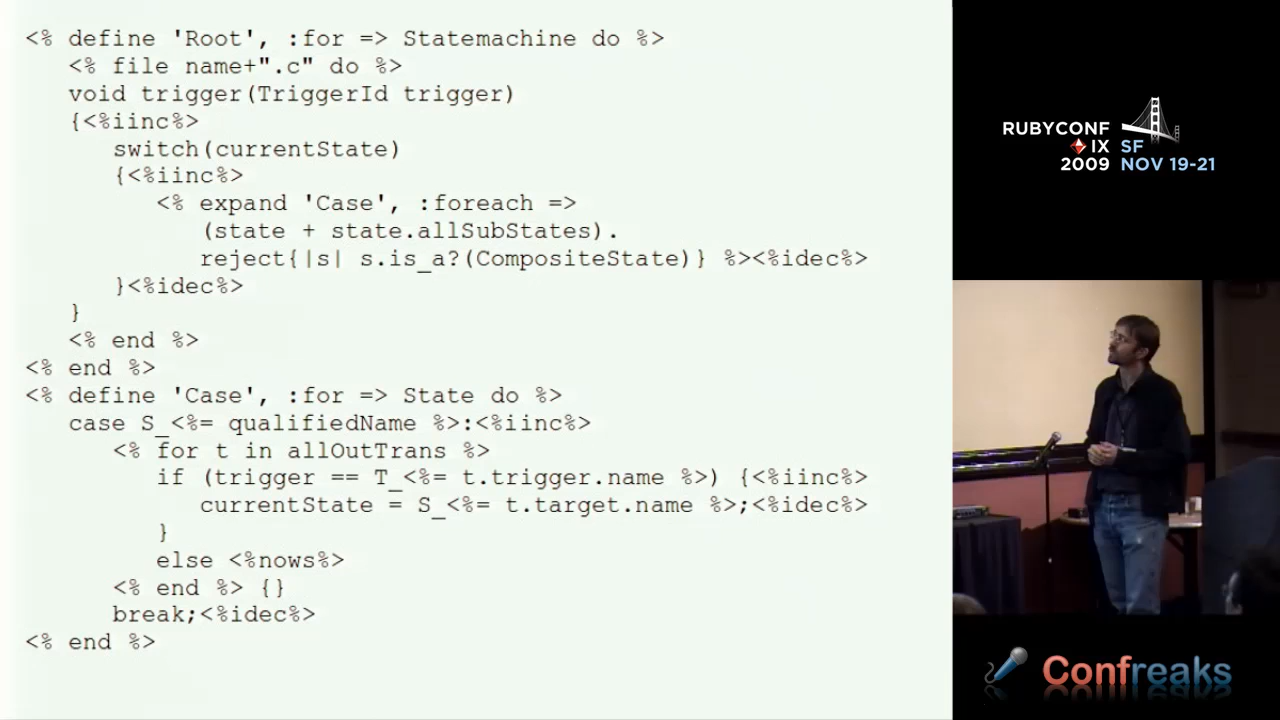 <% define 'Root', :for => Statemachine do %>
<% file name+".c" do %>
void trigger(TriggerId trigger)
{<%iinc%>
switch(currentState)
{<%iinc%>
<% expand 'Case', :foreach =>
(state + state.allSubStates).
reject{|s| s.is_a?(CompositeState)} %><%idec%>
}<%idec%>
}
<% end %>
<% end %>
<% define 'Case', :for => State do %>
case S_<%= qualifiedName %>:<%iinc%>
<% for t in allOutTrans %>
if (trigger == T_<%= t.trigger.name %>) {<%iinc%>
currentState = S_<%= t.target.name %>;<%idec%>
}
else <%nows%>
<% end %> {}
break;<%idec%>
<% end %>
RUBYCONF
IX SF
2009 NOV 19-21
Confreaks